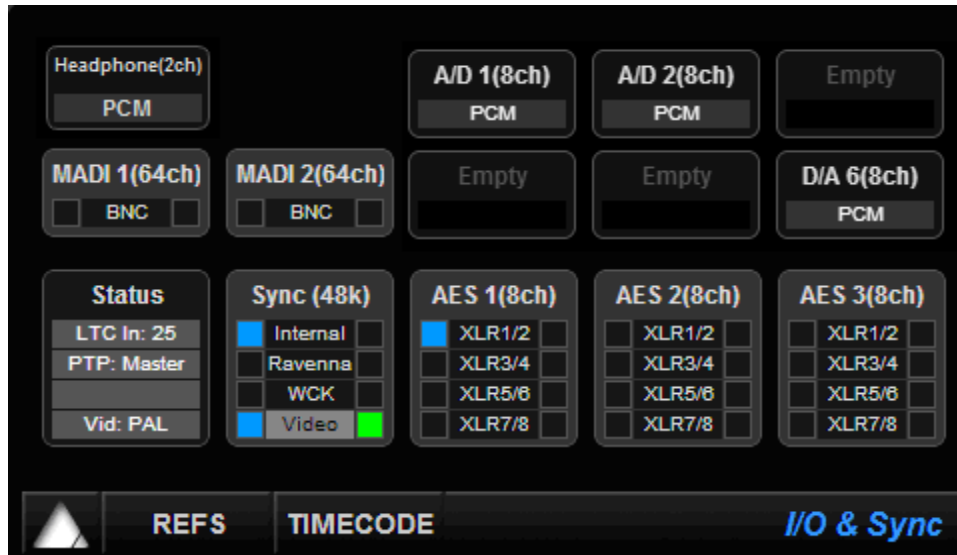 Headphone(2ch)
PCM
A/D 1(8ch)
PCM
A/D 2(8ch)
PCM
Empty
MADI 1(64ch)
BNC
MADI 2(64ch)
BNC
Empty
Empty
D/A 6(8ch)
PCM
Status
LTC In: 25
PTP: Master
Vid: PAL
Sync (48k)
Internal
Ravenna
WCK
Video
AES 1(8ch)
XLR1/2
XLR3/4
XLR5/6
XLR7/8
AES 2(8ch)
XLR1/2
XLR3/4
XLR5/6
XLR7/8
AES 3(8ch)
XLR1/2
XLR3/4
XLR5/6
XLR7/8
REFS
TIMECODE
I/O & Sync